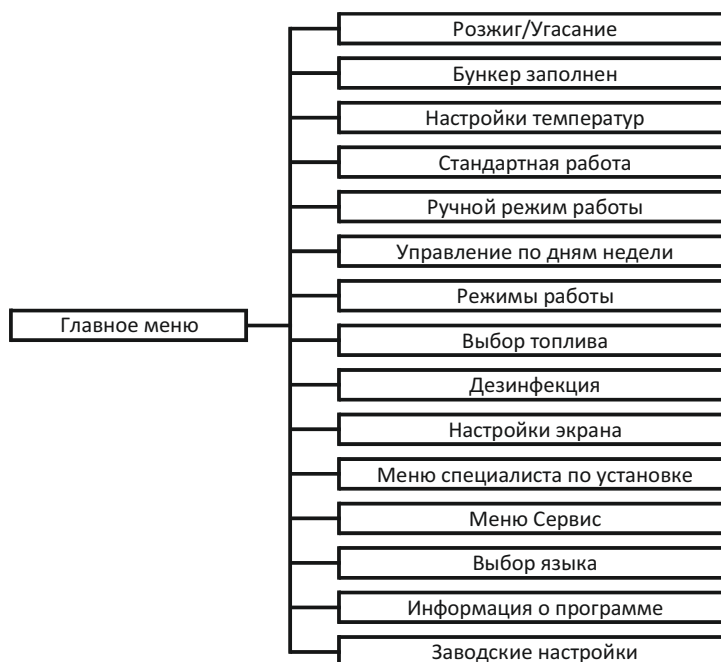 Розжиг/Угасание
Бункер заполнен
Настройки температур
Стандартная работа
Ручной режим работы
Управление по дням недели
Режимы работы
Главное меню
Выбор топлива
Дезинфекция
Настройки экрана
Меню специалиста по установке
Меню Сервис
Выбор языка
Информация о программе
Заводские настройки